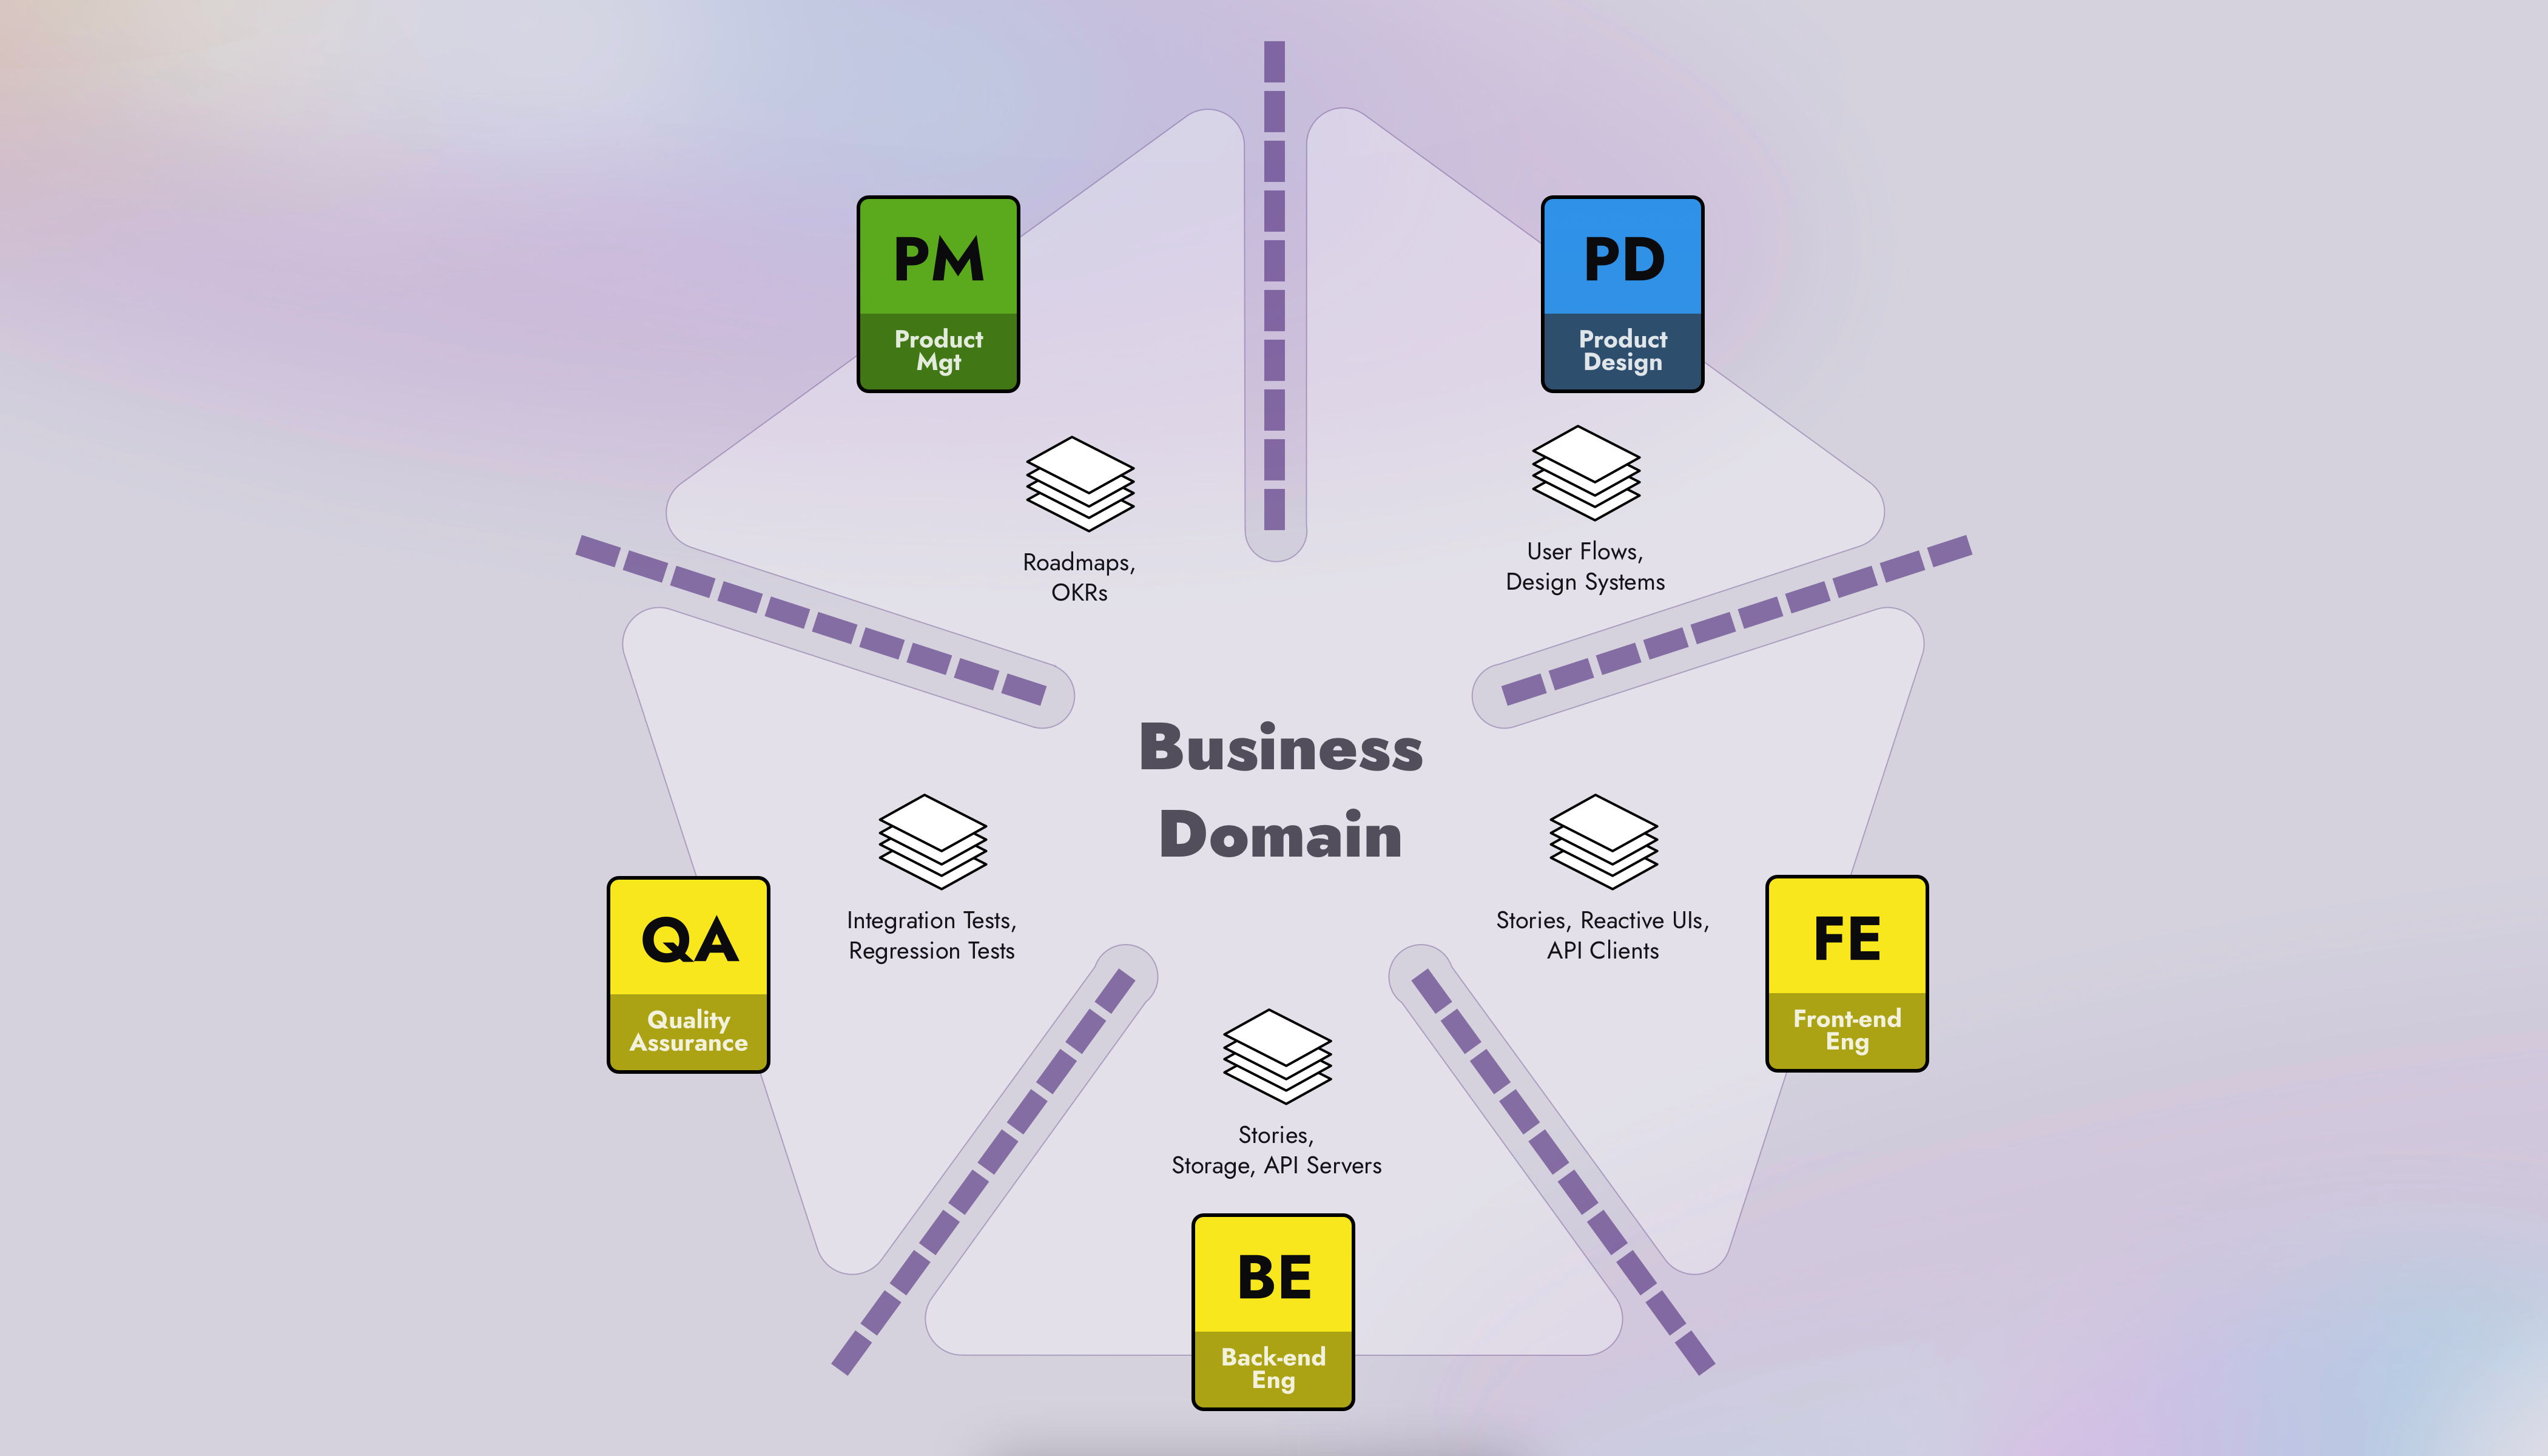 PM
Product
Mgt
PD
Product
Design
Roadmaps,
OKRs
User Flows,
Design Systems
Business
Domain
QA
Quality
Assurance
Integration Tests,
Regression Tests
Stories, Reactive UIs,
API Clients
FE
Front-end
Eng
Stories,
Storage, API Servers
BE
Back-end
Eng